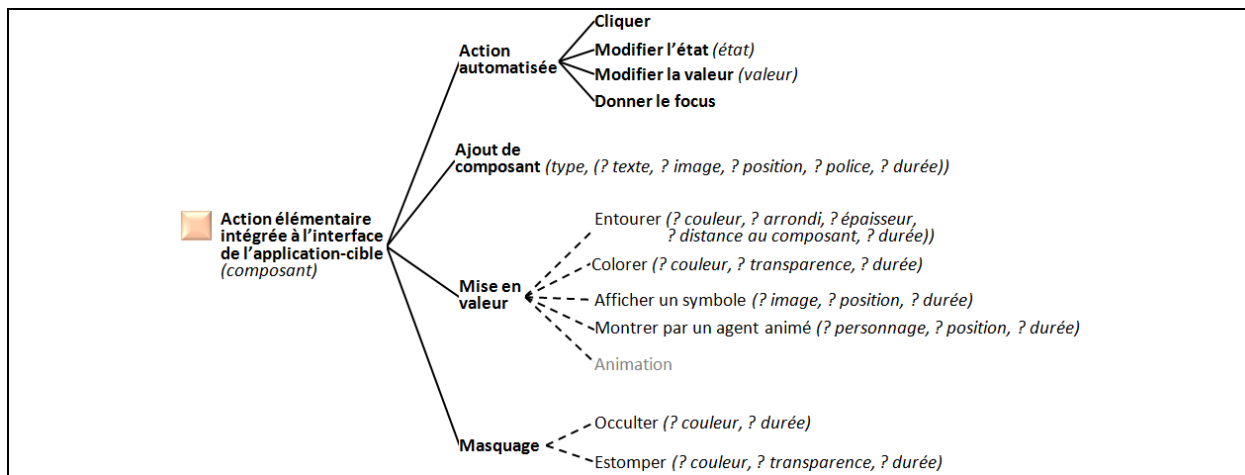 Cliquer
Action
automatisée
Modifier l’état (état)
Modifier la valeur (valeur)
Donner le focus
Ajout de
composant (type, (? texte, ? image, ? position, ? police, ? durée))
Action élémentaire
intégrée à l’interface
de l’application-cible
(composant)
Entourer (? couleur, ? arrondi, ? épaisseur,
? distance au composant, ? durée))
Colorer (? couleur, ? transparence, ? durée)
Mise en
valeur
Afficher un symbole (? image, ? position, ? durée)
Montrer par un agent animé (? personnage, ? position, ? durée)
Animation
Masquage
Occulter (? couleur, ? durée)
Estomper (? couleur, ? transparence, ? durée)